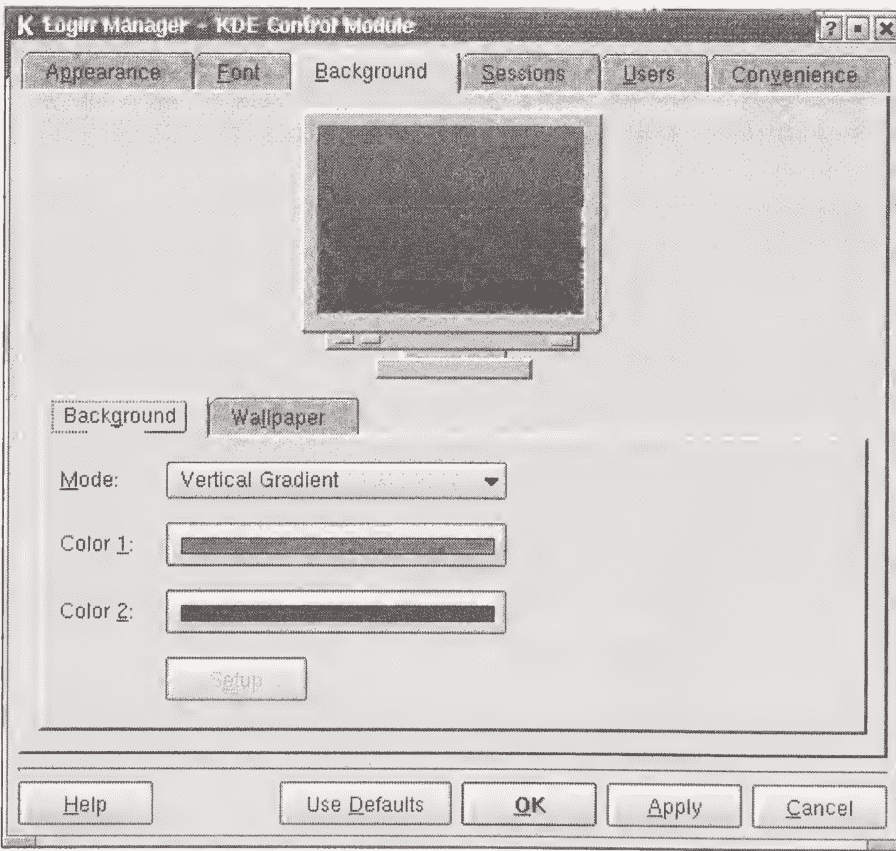 K Login Manager - KDE Control Module ? ×
Appearance Font Background Sessions Users Convenience
Background Wallpaper
Mode: Vertical Gradient
Color 1:
Color 2:
Setup
Help Use Defaults OK Apply Cancel